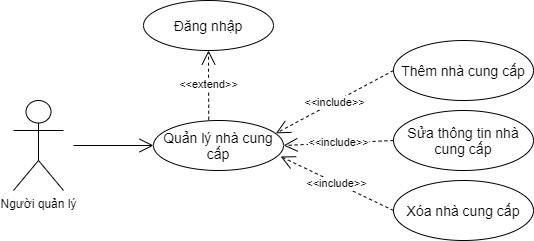 Đăng nhập
<<extend>>
Thêm nhà cung cấp
<<include>>
Quản lý nhà cung
cấp
Sửa thông tin nhà
cung cấp
<<include>>
<<include>>
Người quản lý
Xóa nhà cung cấp